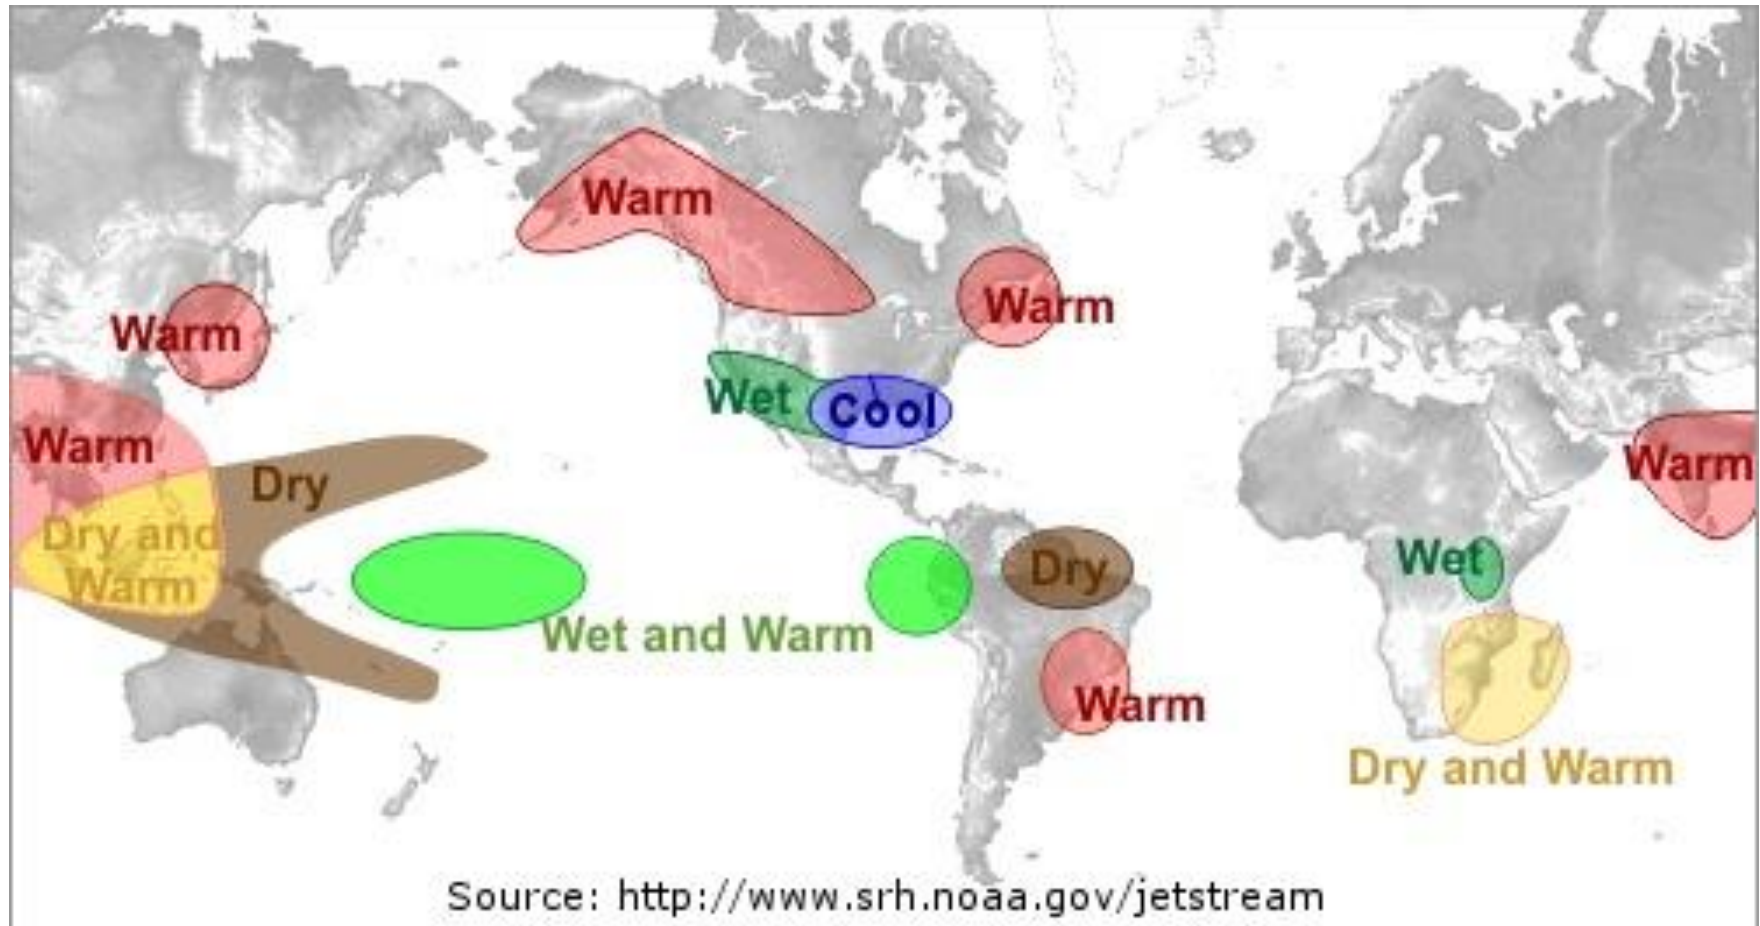 Warm
Warm
Warm
Wet
Cool
Warm
Warm
Dry
Dry and
Warm
Wet
Dry
Wet and Warm
Warm
Dry and Warm
Source: http://www.srh.noaa.gov/jetstream